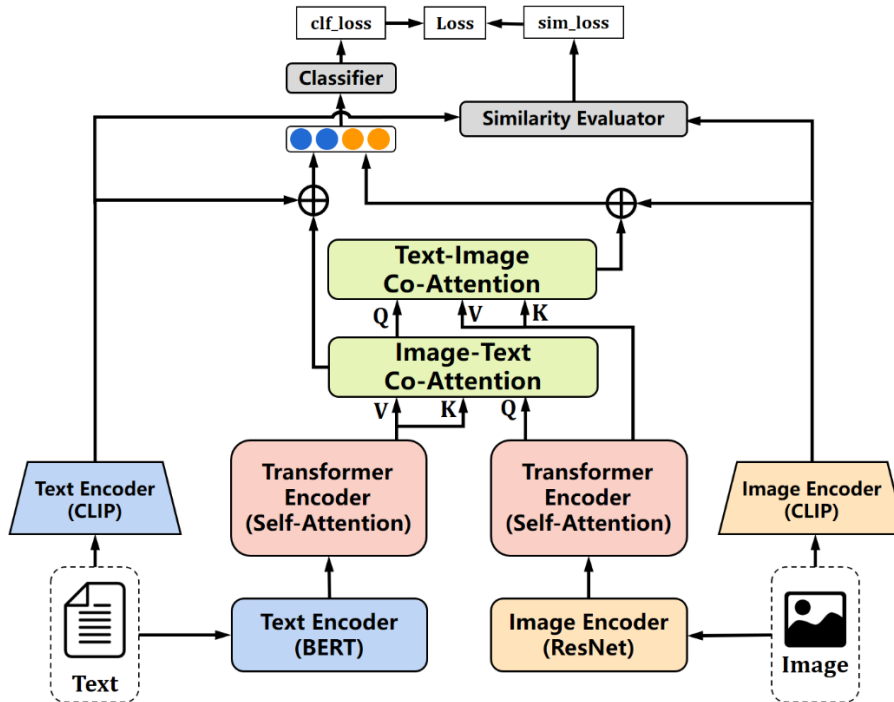 clf_loss
Loss
sim_loss
Classifier
Similarity Evaluator
Text-Image
Co-Attention
Q
V
K
Image-Text
Co-Attention
V
K
Q
Text Encoder
(CLIP)
Transformer
Encoder
(Self-Attention)
Transformer
Encoder
(Self-Attention)
Image Encoder
(CLIP)
Text
Text Encoder
(BERT)
Image Encoder
(ResNet)
Image